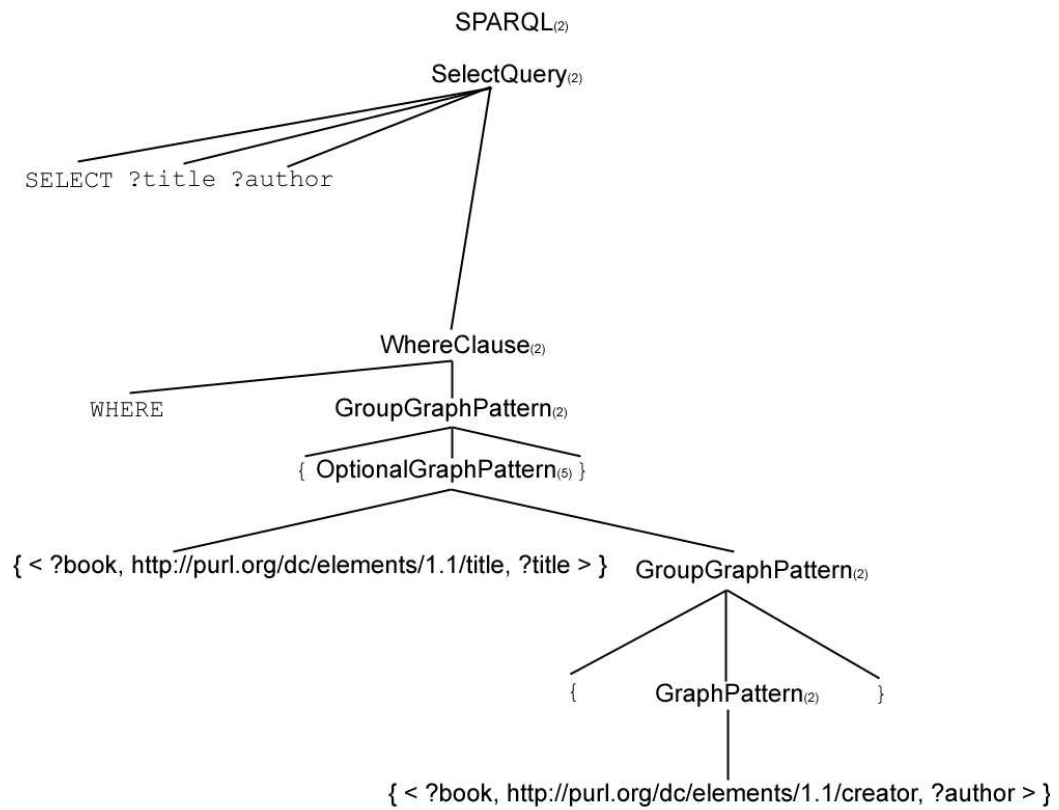 SPARQL(2)
SelectQuery(2)
SELECT ?title ?author
WhereClause(2)
WHERE
GroupGraphPattern(2)
{ OptionalGraphPattern(5) }
{ < ?book, http://purl.org/dc/elements/1.1/title, ?title > }
GroupGraphPattern(2)
{ GraphPattern(2) }
{ < ?book, http://purl.org/dc/elements/1.1/creator, ?author > }